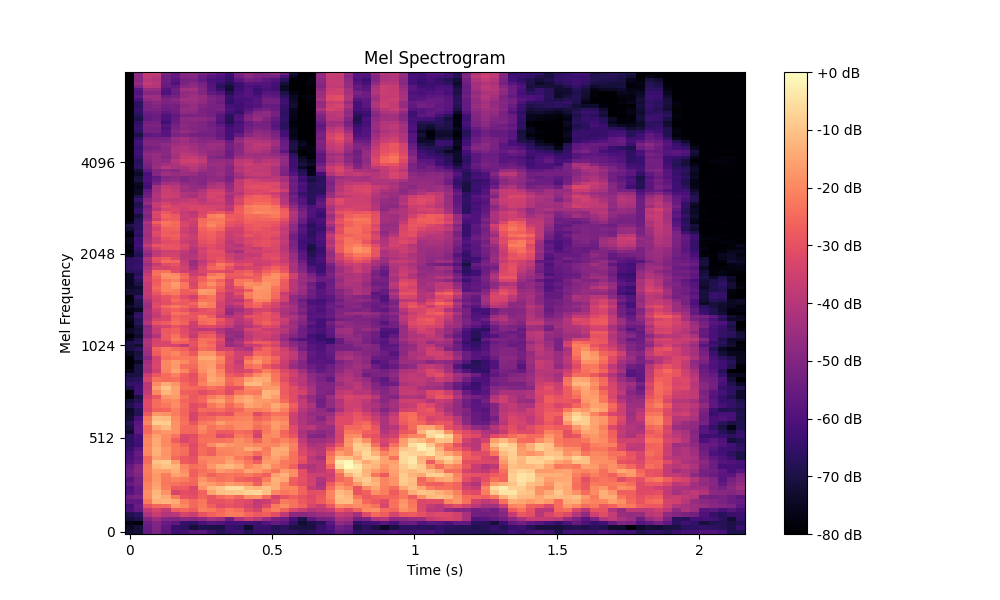 Mel Spectrogram
Mel Frequency
4096
2048
1024
512
0
0
0.5
1
1.5
2
Time (s)
+0 dB
-10 dB
-20 dB
-30 dB
-40 dB
-50 dB
-60 dB
-70 dB
-80 dB